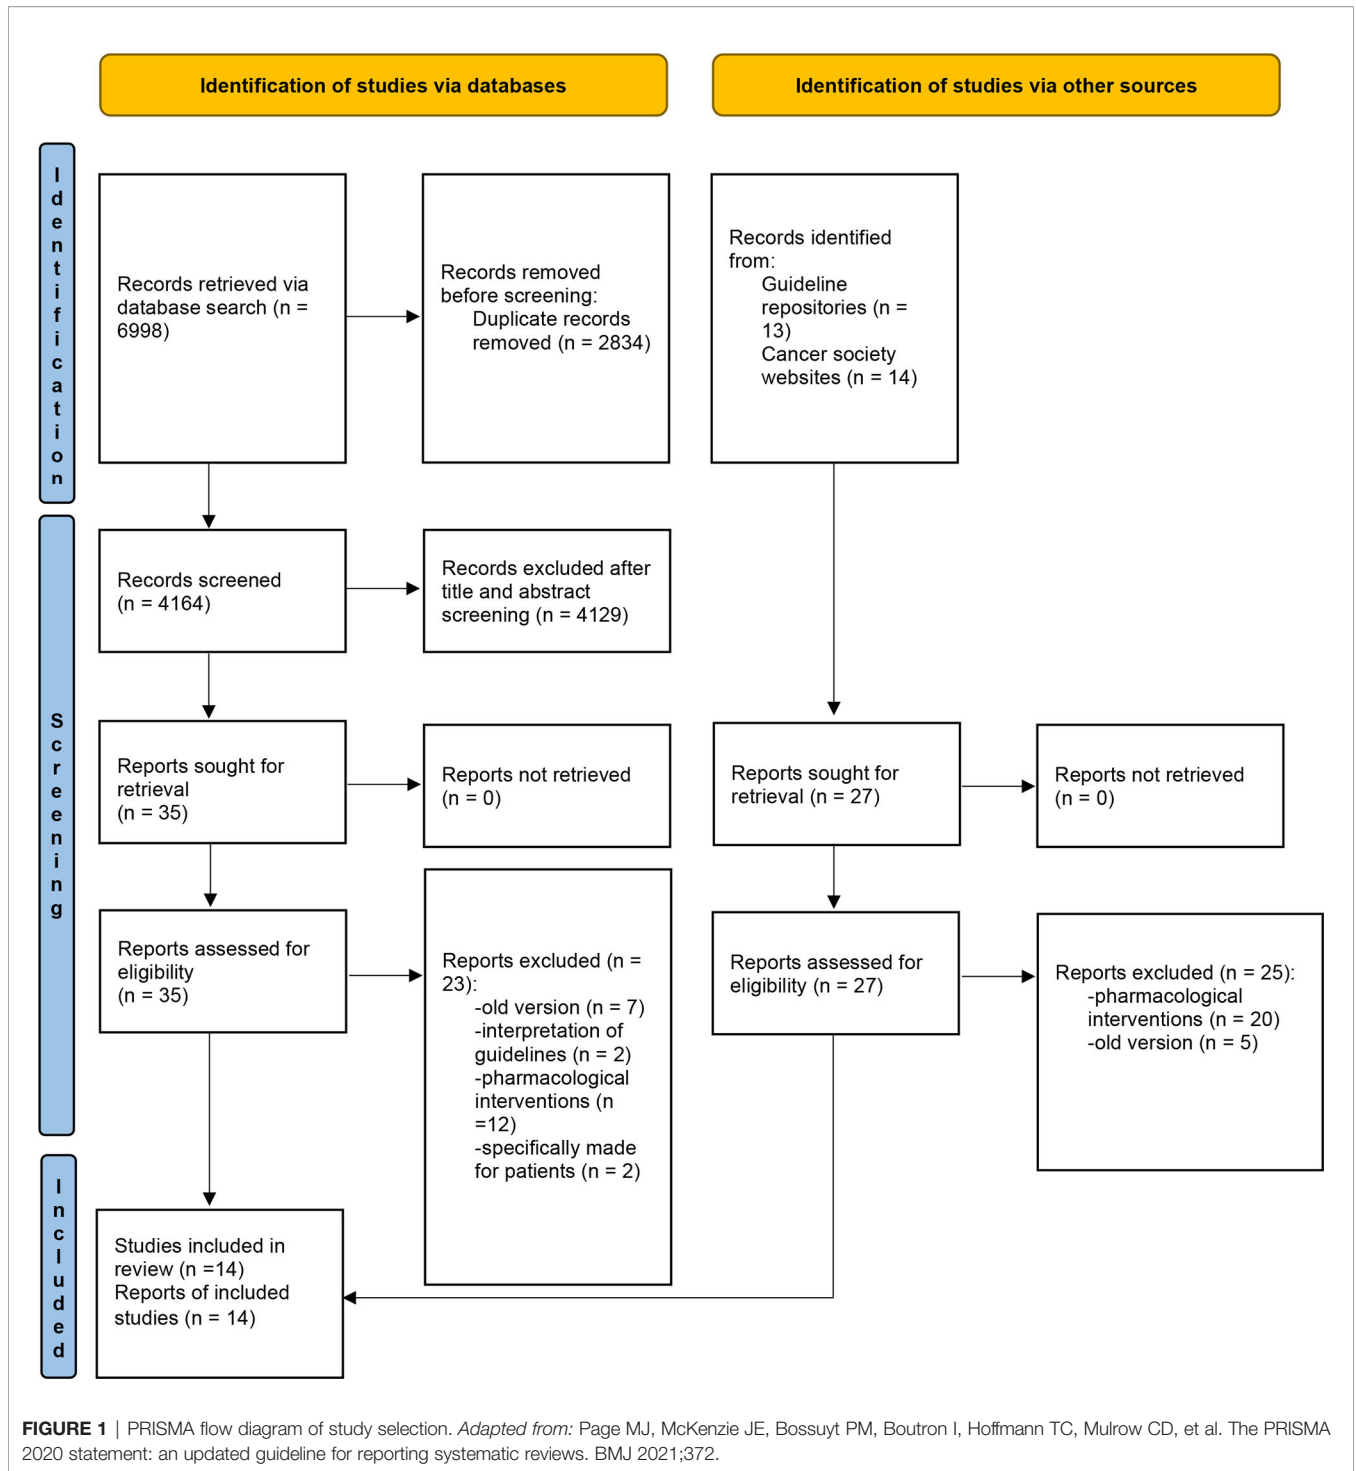 Identification of studies via databases
Identification of studies via other sources
Identification
Records retrieved via
database search (n =
6998)
Records removed
before screening:
Duplicate records
removed (n = 2834)
Records identified
from:
Guideline
repositories (n =
13)
Cancer society
websites (n = 14)
Screening
Records screened
(n = 4164)
Records excluded after
title and abstract
screening (n = 4129)
Reports sought for
retrieval
(n = 35)
Reports not retrieved
(n = 0)
Reports sought for
retrieval (n = 27)
Reports not retrieved
(n = 0)
Reports assessed for
eligibility
(n = 35)
Reports excluded (n =
23):
-old version (n = 7)
-interpretation of
guidelines (n = 2)
-pharmacological
interventions (n
=12)
-specifically made
for patients (n = 2)
Reports assessed for
eligibility (n = 27)
Reports excluded (n = 25):
-pharmacological
interventions (n = 20)
-old version (n = 5)
Included
Studies included in
review (n =14)
Reports of included
studies (n = 14)
FIGURE 1 | PRISMA flow diagram of study selection. Adapted from: Page MJ, McKenzie JE, Bossuyt PM, Boutron I, Hoffmann TC, Mulrow CD, et al. The PRISMA
2020 statement: an updated guideline for reporting systematic reviews. BMJ 2021;372.